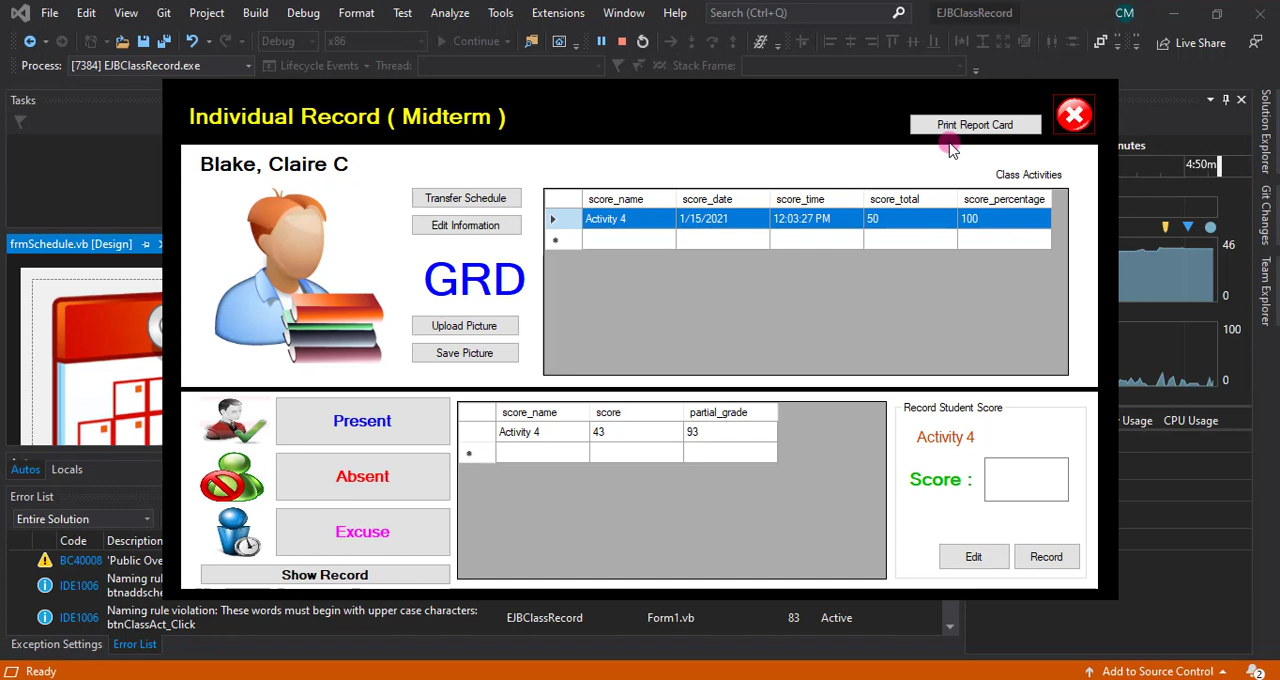 File Edit View Git Project Build Debug Format Test Analyze Tools Extensions Window Help Search (Ctrl+Q) EJBClassRecord CM
Debug x86 Continue Live Share
Process: [7384] EJBClassRecord.exe Lifecycle Events Thread: Stack Frame:
Tasks
Individual Record ( Midterm )
Print Report Card
Blake, Claire C
Class Activities
Transfer Schedule
Edit Information
GRD
Upload Picture
Save Picture
score_name score_date score_time score_total score_percentage
Activity 4 1/15/2021 12:03:27 PM 50 100
Present
Absent
Excuse
Show Record
score_name score partial_grade
Activity 4 43 93
Record Student Score
Activity 4
Score :
Edit Record
nutes
4:50m
46
0
100
0
Usage CPU Usage
Solution Explorer
Git Changes
Team Explorer
frmSchedule.vb [Design]
Autos Locals
Error List
Entire Solution
Code Description
BC40008 'Public Ove
IDE1006 Naming rule
btnaddsche
IDE1006 Naming rule violation: These words must begin with upper case characters: EJBClassRecord Form1.vb 83 Active
btnClassAct_Click
Exception Settings Error List
Ready Add to Source Control 2